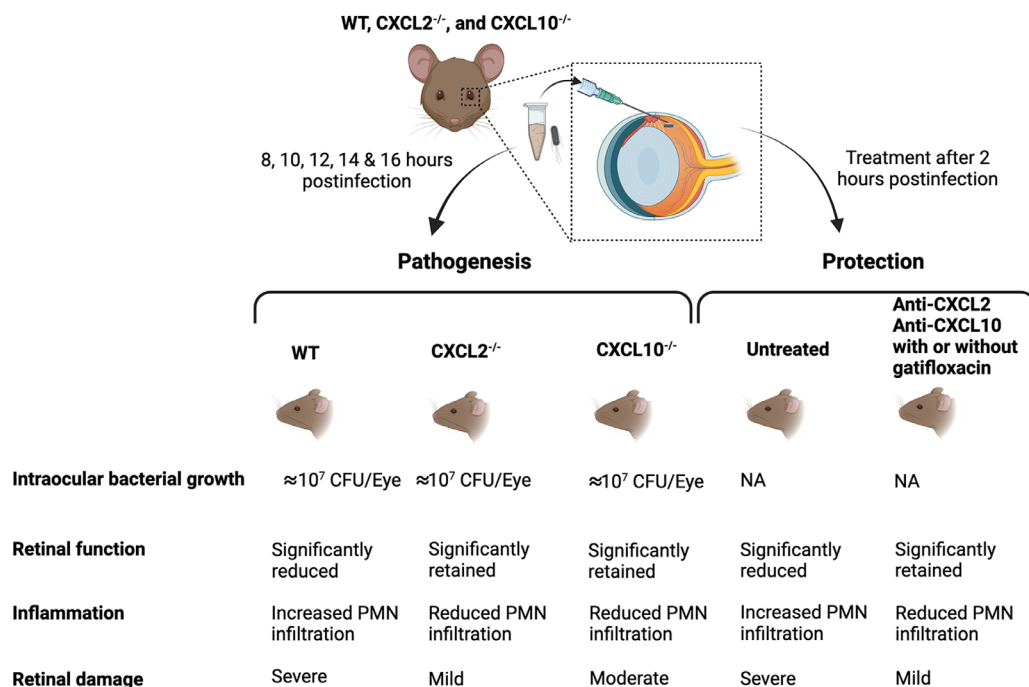 WT, CXCL2-/-, and CXCL10-/-
8, 10, 12, 14 & 16 hours
postinfection
Treatment after 2
hours postinfection
Pathogenesis
Protection
WT
CXCL2-/-
CXCL10-/-
Untreated
Anti-CXCL2
Anti-CXCL10
with or without
gatifloxacin
Intraocular bacterial growth
≈10⁷ CFU/Eye
≈10⁷ CFU/Eye
≈10⁷ CFU/Eye
NA
NA
Retinal function
Significantly
reduced
Significantly
retained
Significantly
retained
Significantly
reduced
Significantly
retained
Inflammation
Increased PMN
infiltration
Reduced PMN
infiltration
Reduced PMN
infiltration
Increased PMN
infiltration
Reduced PMN
infiltration
Retinal damage
Severe
Mild
Moderate
Severe
Mild